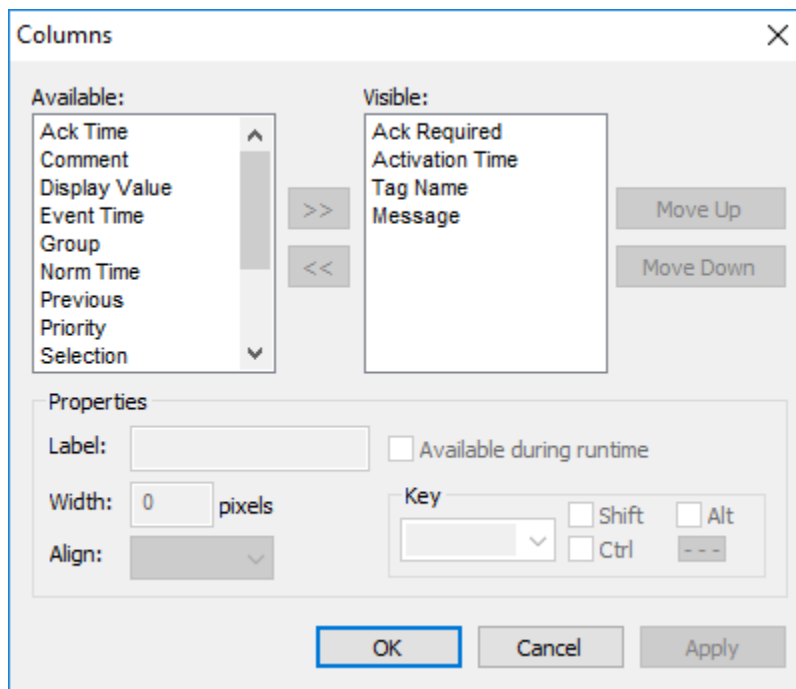 Columns
Available:
Ack Time
Comment
Display Value
Event Time
Group
Norm Time
Previous
Priority
Selection
>>
<<
Visible:
Ack Required
Activation Time
Tag Name
Message
Move Up
Move Down
Properties
Label:
Available during runtime
Width: 0 pixels
Align:
Key
Shift
Alt
Ctrl
---
OK
Cancel
Apply